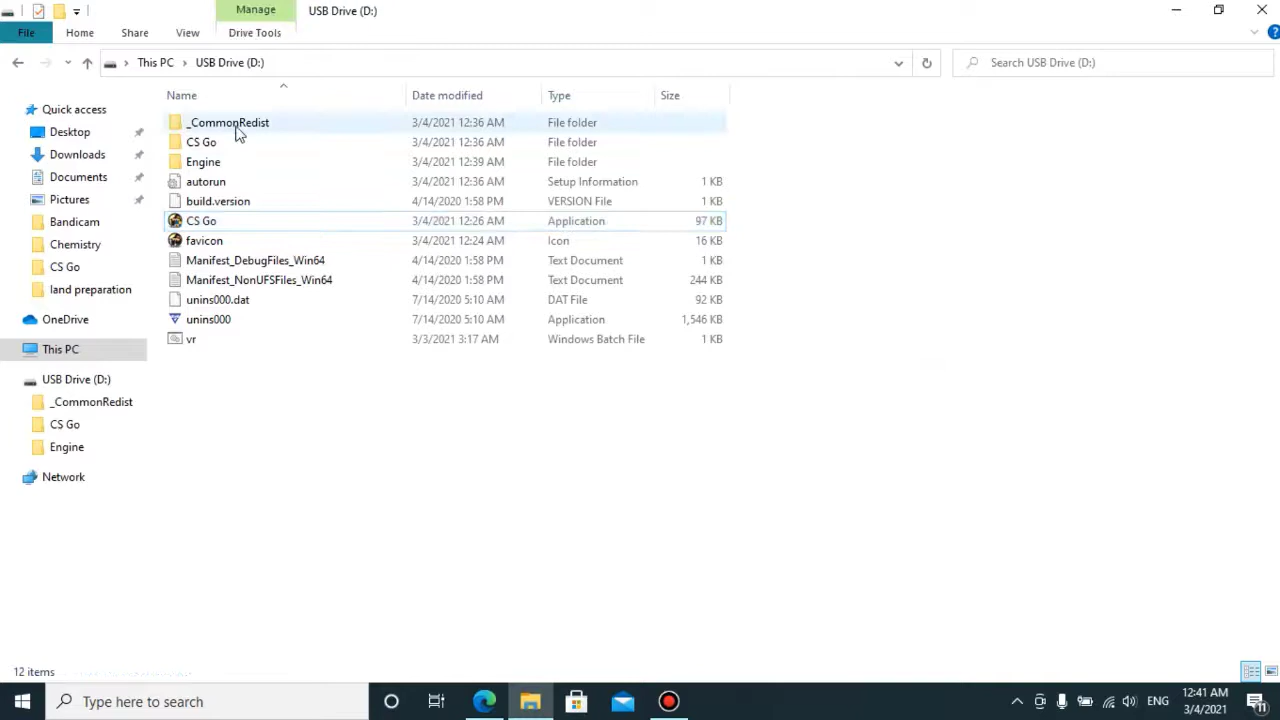 Manage
USB Drive (D:)
File
Home
Share
View
Drive Tools
This PC
USB Drive (D:)
Search USB Drive (D:)
Name
Date modified
Type
Size
Quick access
Desktop
Downloads
Documents
Pictures
Bandicam
Chemistry
CS Go
land preparation
OneDrive
This PC
USB Drive (D:)
_CommonRedist
CS Go
Engine
Network
_CommonRedist 3/4/2021 12:36 AM File folder
CS Go 3/4/2021 12:36 AM File folder
Engine 3/4/2021 12:39 AM File folder
autorun 3/4/2021 12:36 AM Setup Information 1 KB
build.version 4/14/2020 1:58 PM VERSION File 1 KB
CS Go 3/4/2021 12:26 AM Application 97 KB
favicon 3/4/2021 12:24 AM Icon 16 KB
Manifest_DebugFiles_Win64 4/14/2020 1:58 PM Text Document 1 KB
Manifest_NonUFSFiles_Win64 4/14/2020 1:58 PM Text Document 244 KB
unins000.dat 7/14/2020 5:10 AM DAT File 92 KB
unins000 7/14/2020 5:10 AM Application 1,546 KB
vr 3/3/2021 3:17 AM Windows Batch File 1 KB
12 items
Type here to search
ENG
12:41 AM
3/4/2021
11